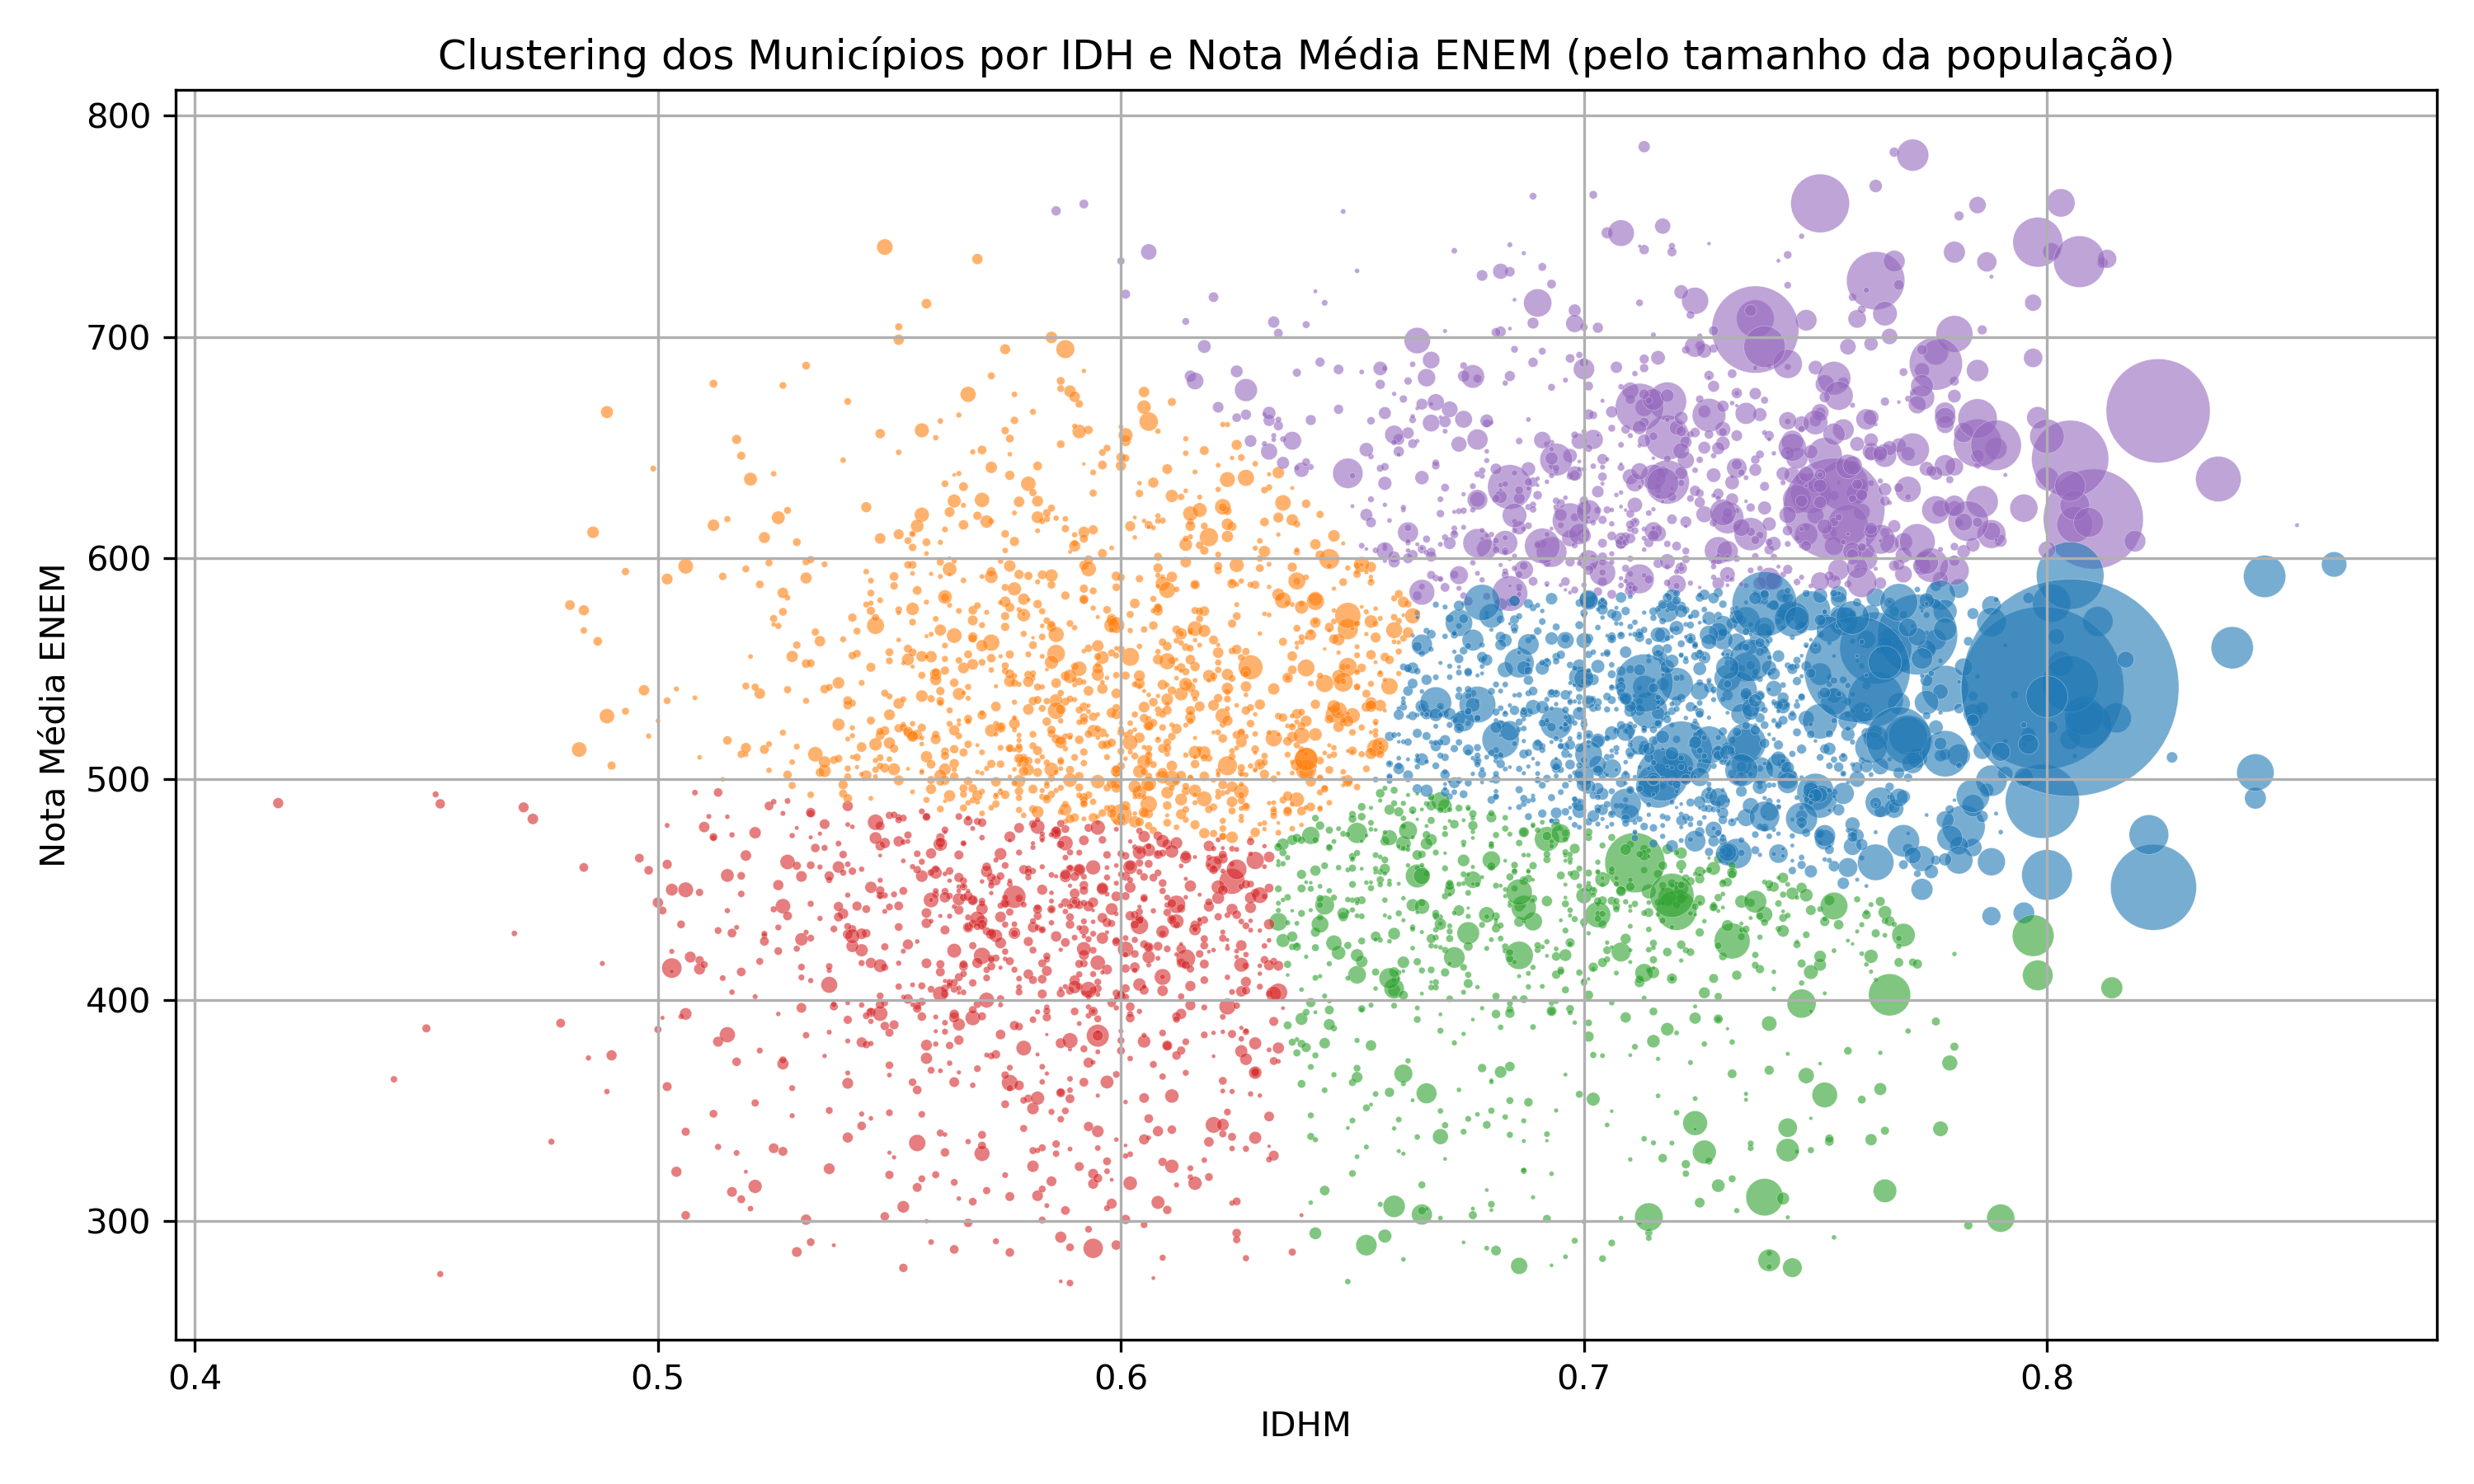 Clustering dos Municípios por IDH e Nota Média ENEM (pelo tamanho da população)
800
700
600
500
400
300
Nota Média ENEM
0.4 0.5 0.6 0.7 0.8
IDHM